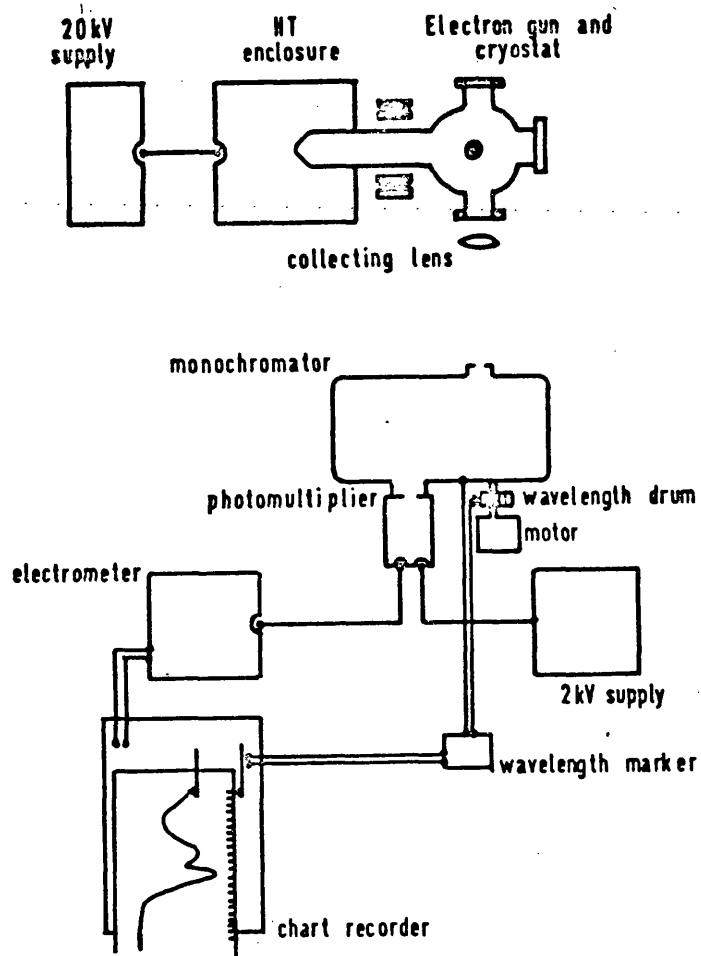 20kV
supply
HT
enclosure
Electron gun and
cryostat
collecting lens
monochromator
photomultiplier
wavelength drum
motor
electrometer
2kV supply
wavelength marker
chart recorder